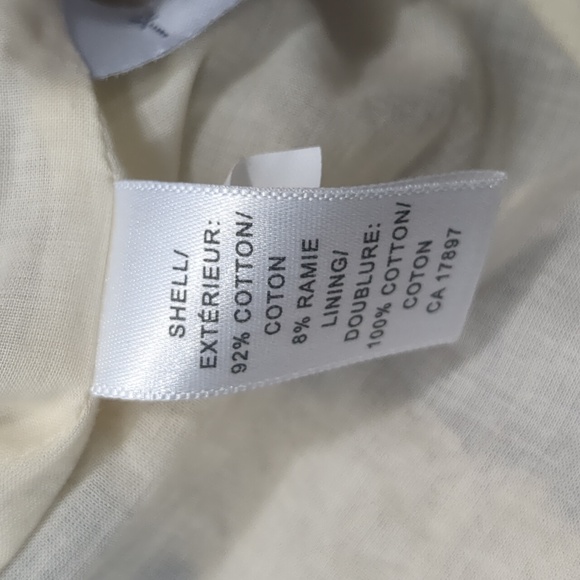 SHELL/
EXTÉRIEUR:
92% COTTON/
COTON
8% RAMIE
LINING/
DOUBLURE:
100% COTTON/
COTON
CA 17897